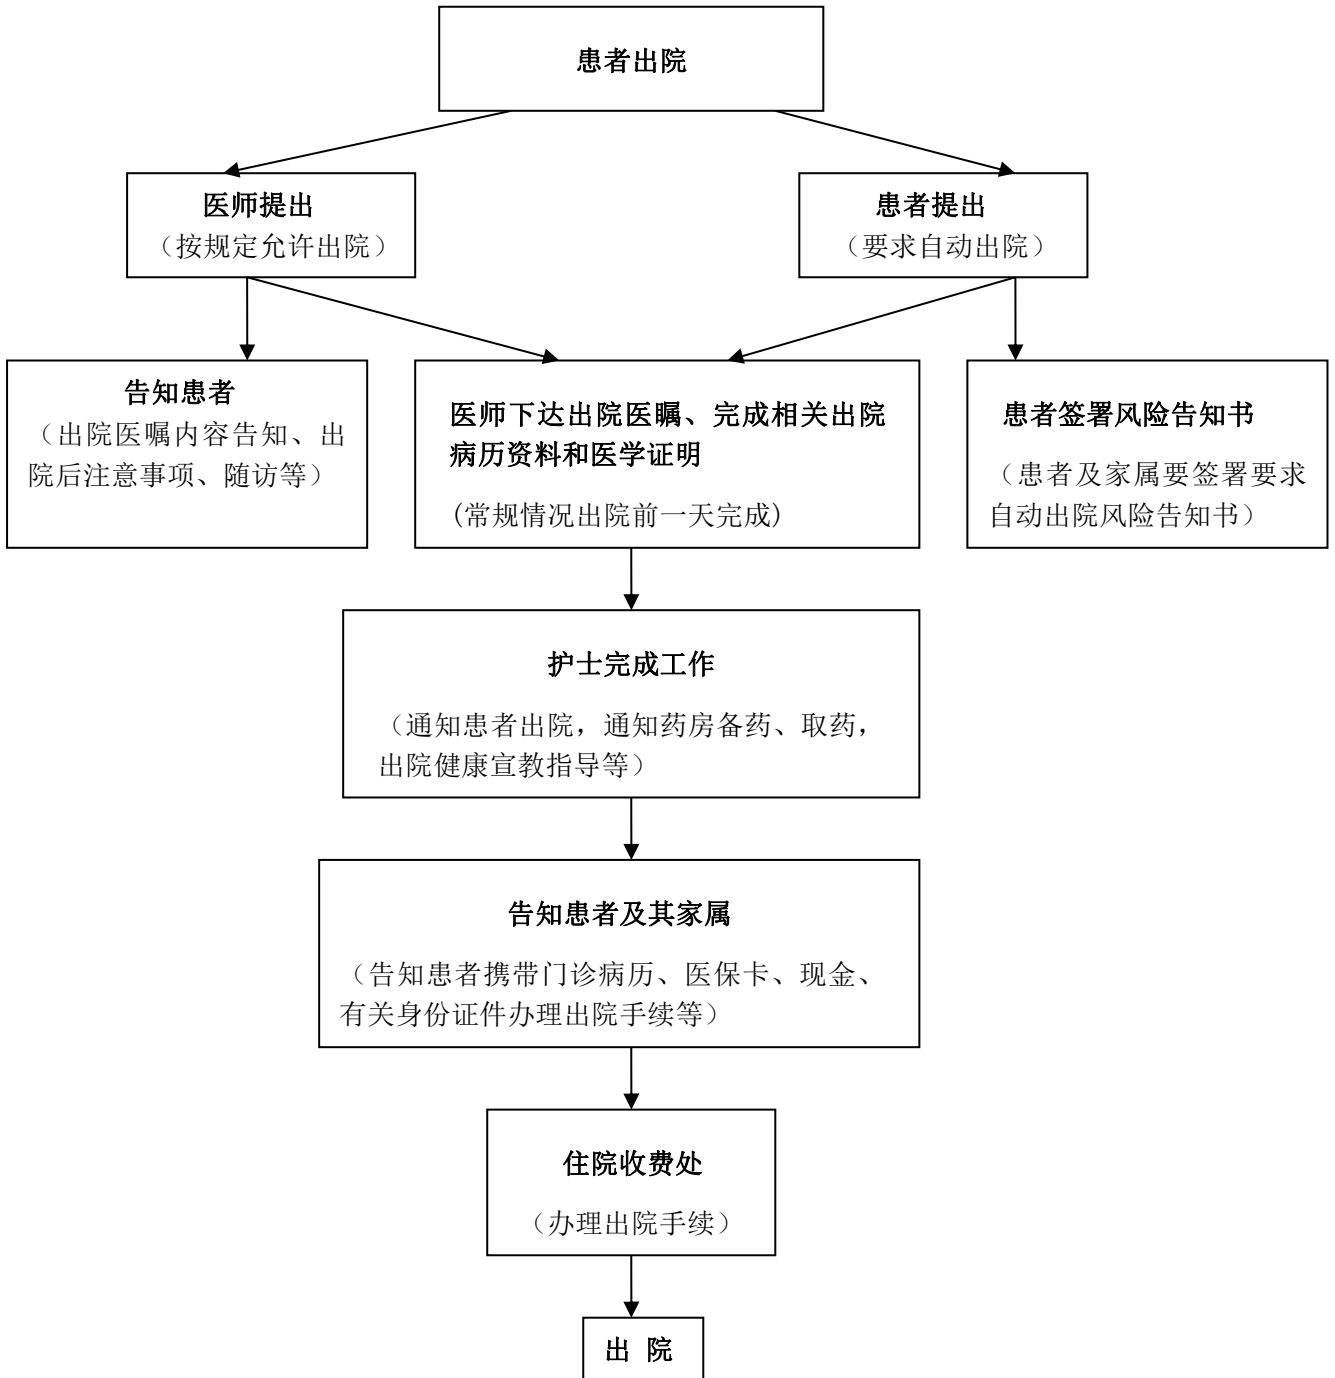 患者出院
医师提出
（按规定允许出院）
患者提出
（要求自动出院）
告知患者
（出院医嘱内容告知、出
院后注意事项、随访等）
医师下达出院医瞩、完成相关出院
病历资料和医学证明
(常规情况出院前一天完成)
患者签署风险告知书
（患者及家属要签署要求
自动出院风险告知书）
护士完成工作
（通知患者出院，通知药房备药、取药，
出院健康宣教指导等）
告知患者及其家属
（告知患者携带门诊病历、医保卡、现金、
有关身份证件办理出院手续等）
住院收费处
（办理出院手续）
出 院